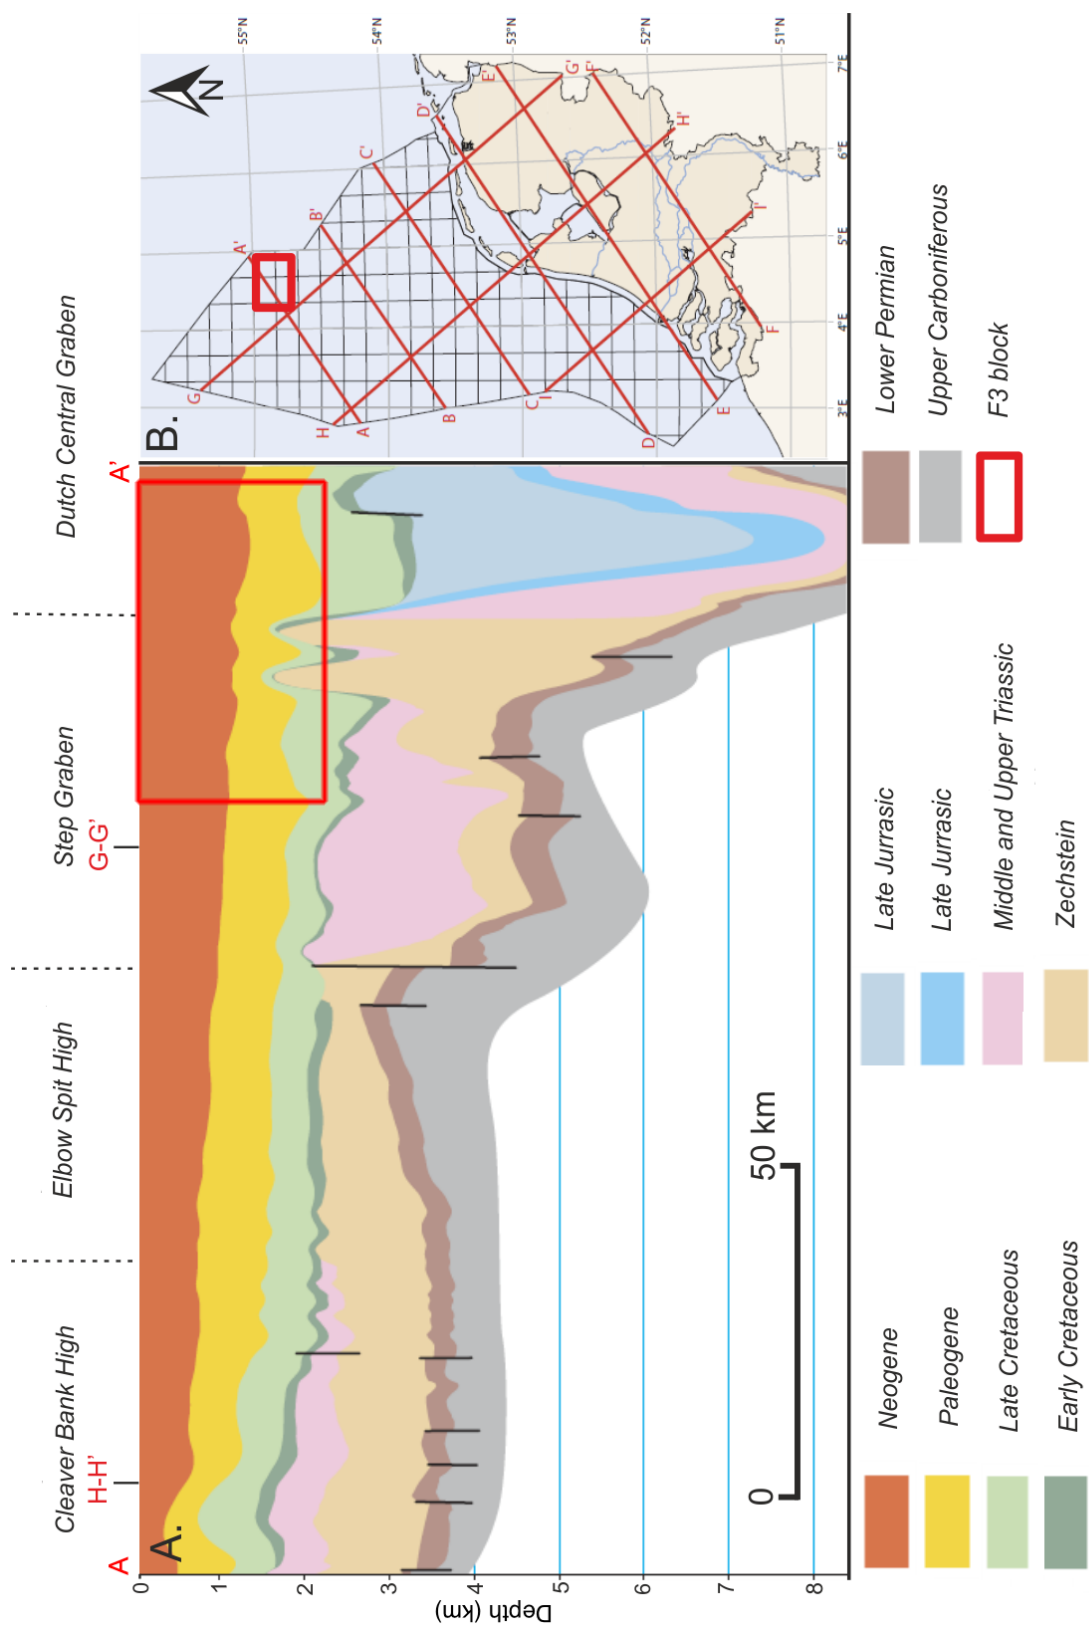 Cleaver Bank High
Elbow Spit High
Step Graben
Dutch Central Graben
A
H-H'
G-G'
A'
A.
0
1
2
3
4
5
6
7
8
Depth (km)
0
50 km
B.
N
55°N
54°N
53°N
52°N
51°N
3°E
4°E
5°E
6°E
7°E
G
H
A
B
C
I
D
E
F
A'
B'
C'
D'
E'
G'
F'
H'
I'
Neogene
Paleogene
Late Cretaceous
Early Cretaceous
Late Jurrasic
Late Jurrasic
Middle and Upper Triassic
Zechstein
Lower Permian
Upper Carboniferous
F3 block